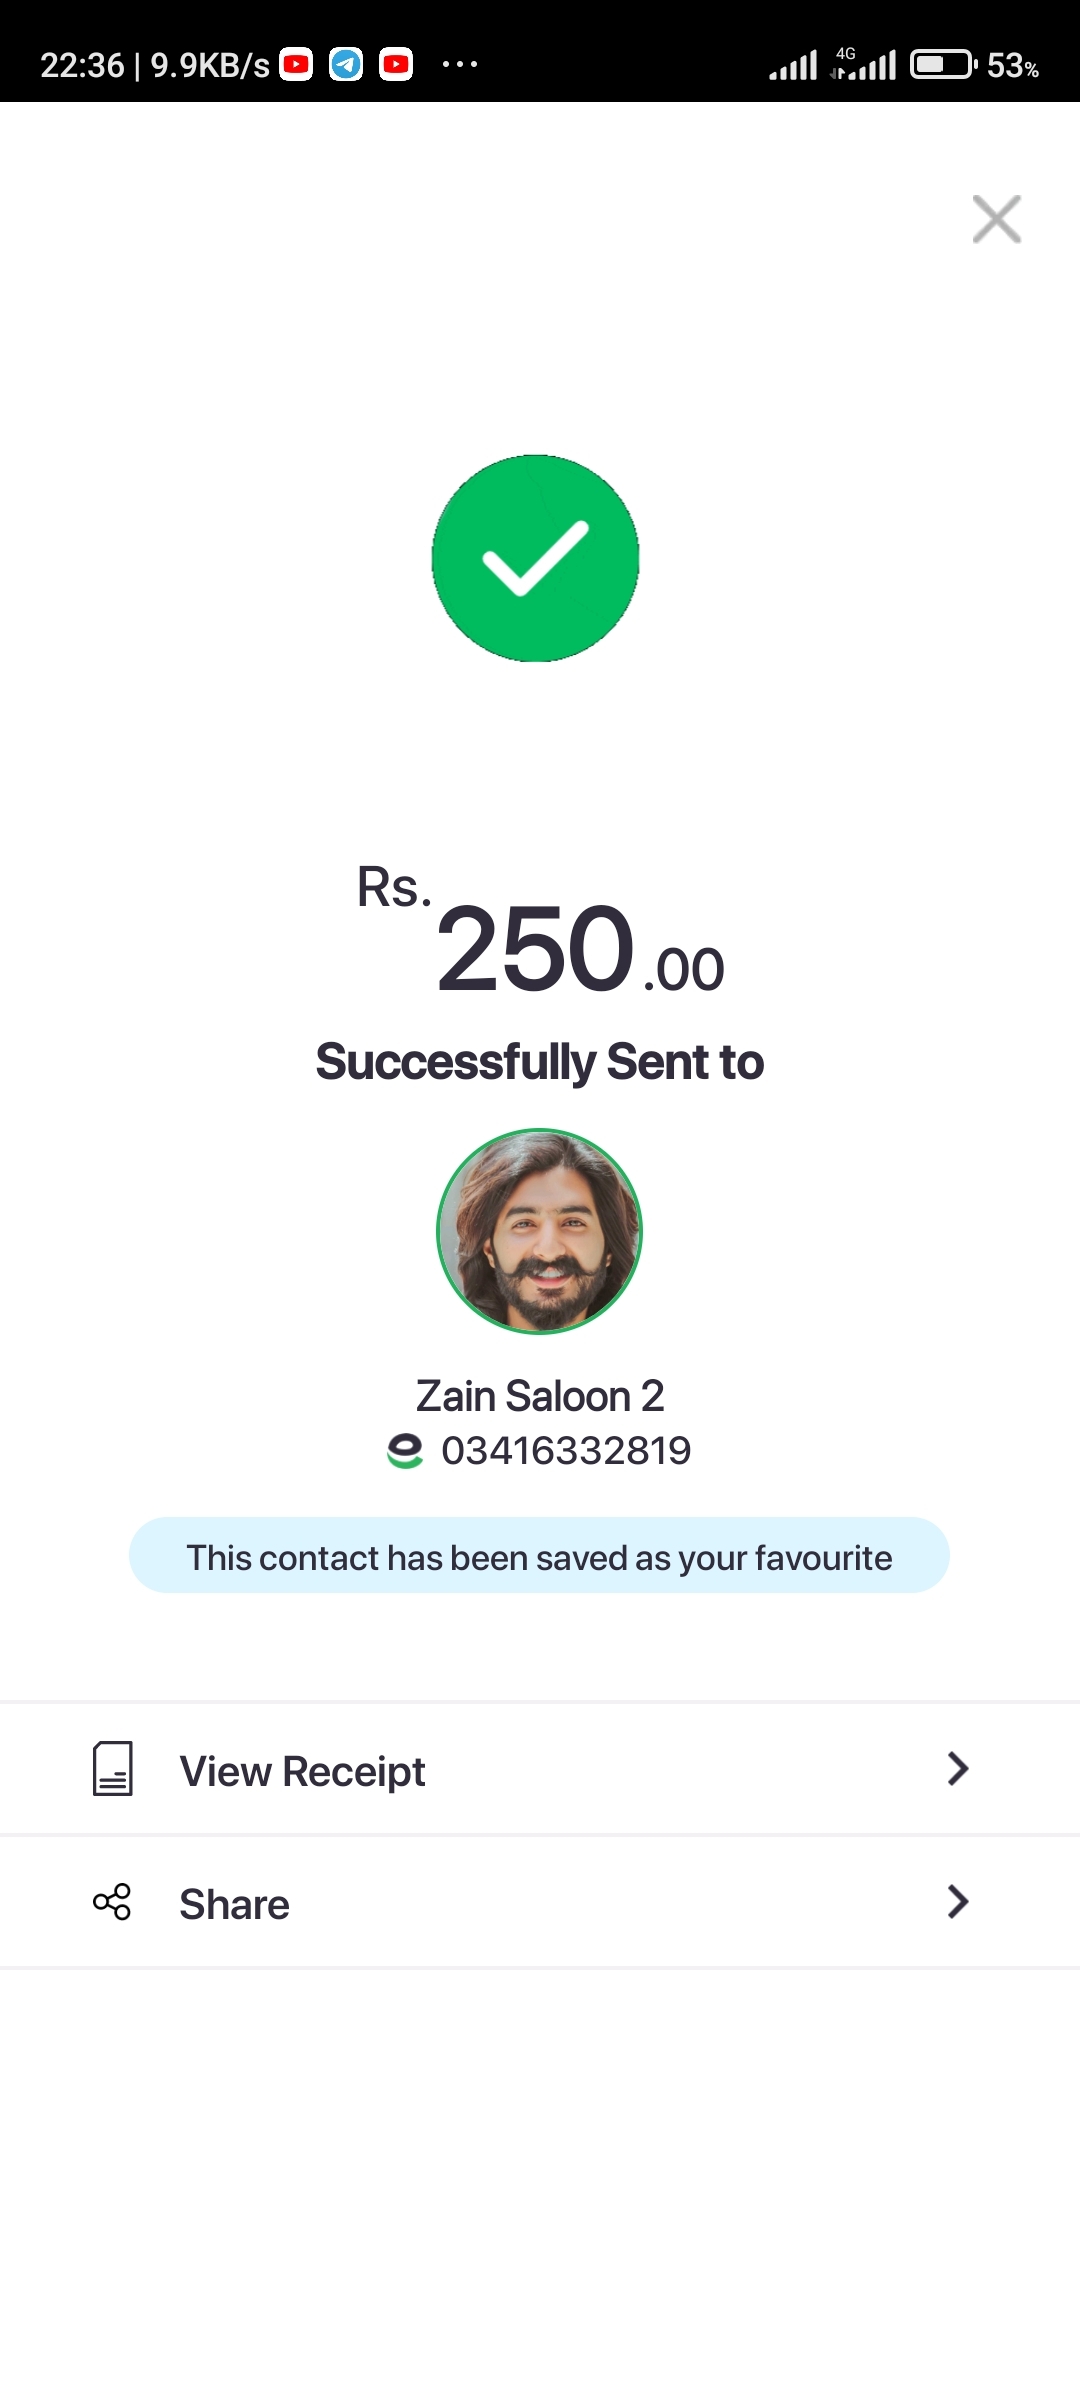 22:36 | 9.9KB/s
4G
53%
Rs. 250.00
Successfully Sent to
Zain Saloon 2
03416332819
This contact has been saved as your favourite
View Receipt
Share